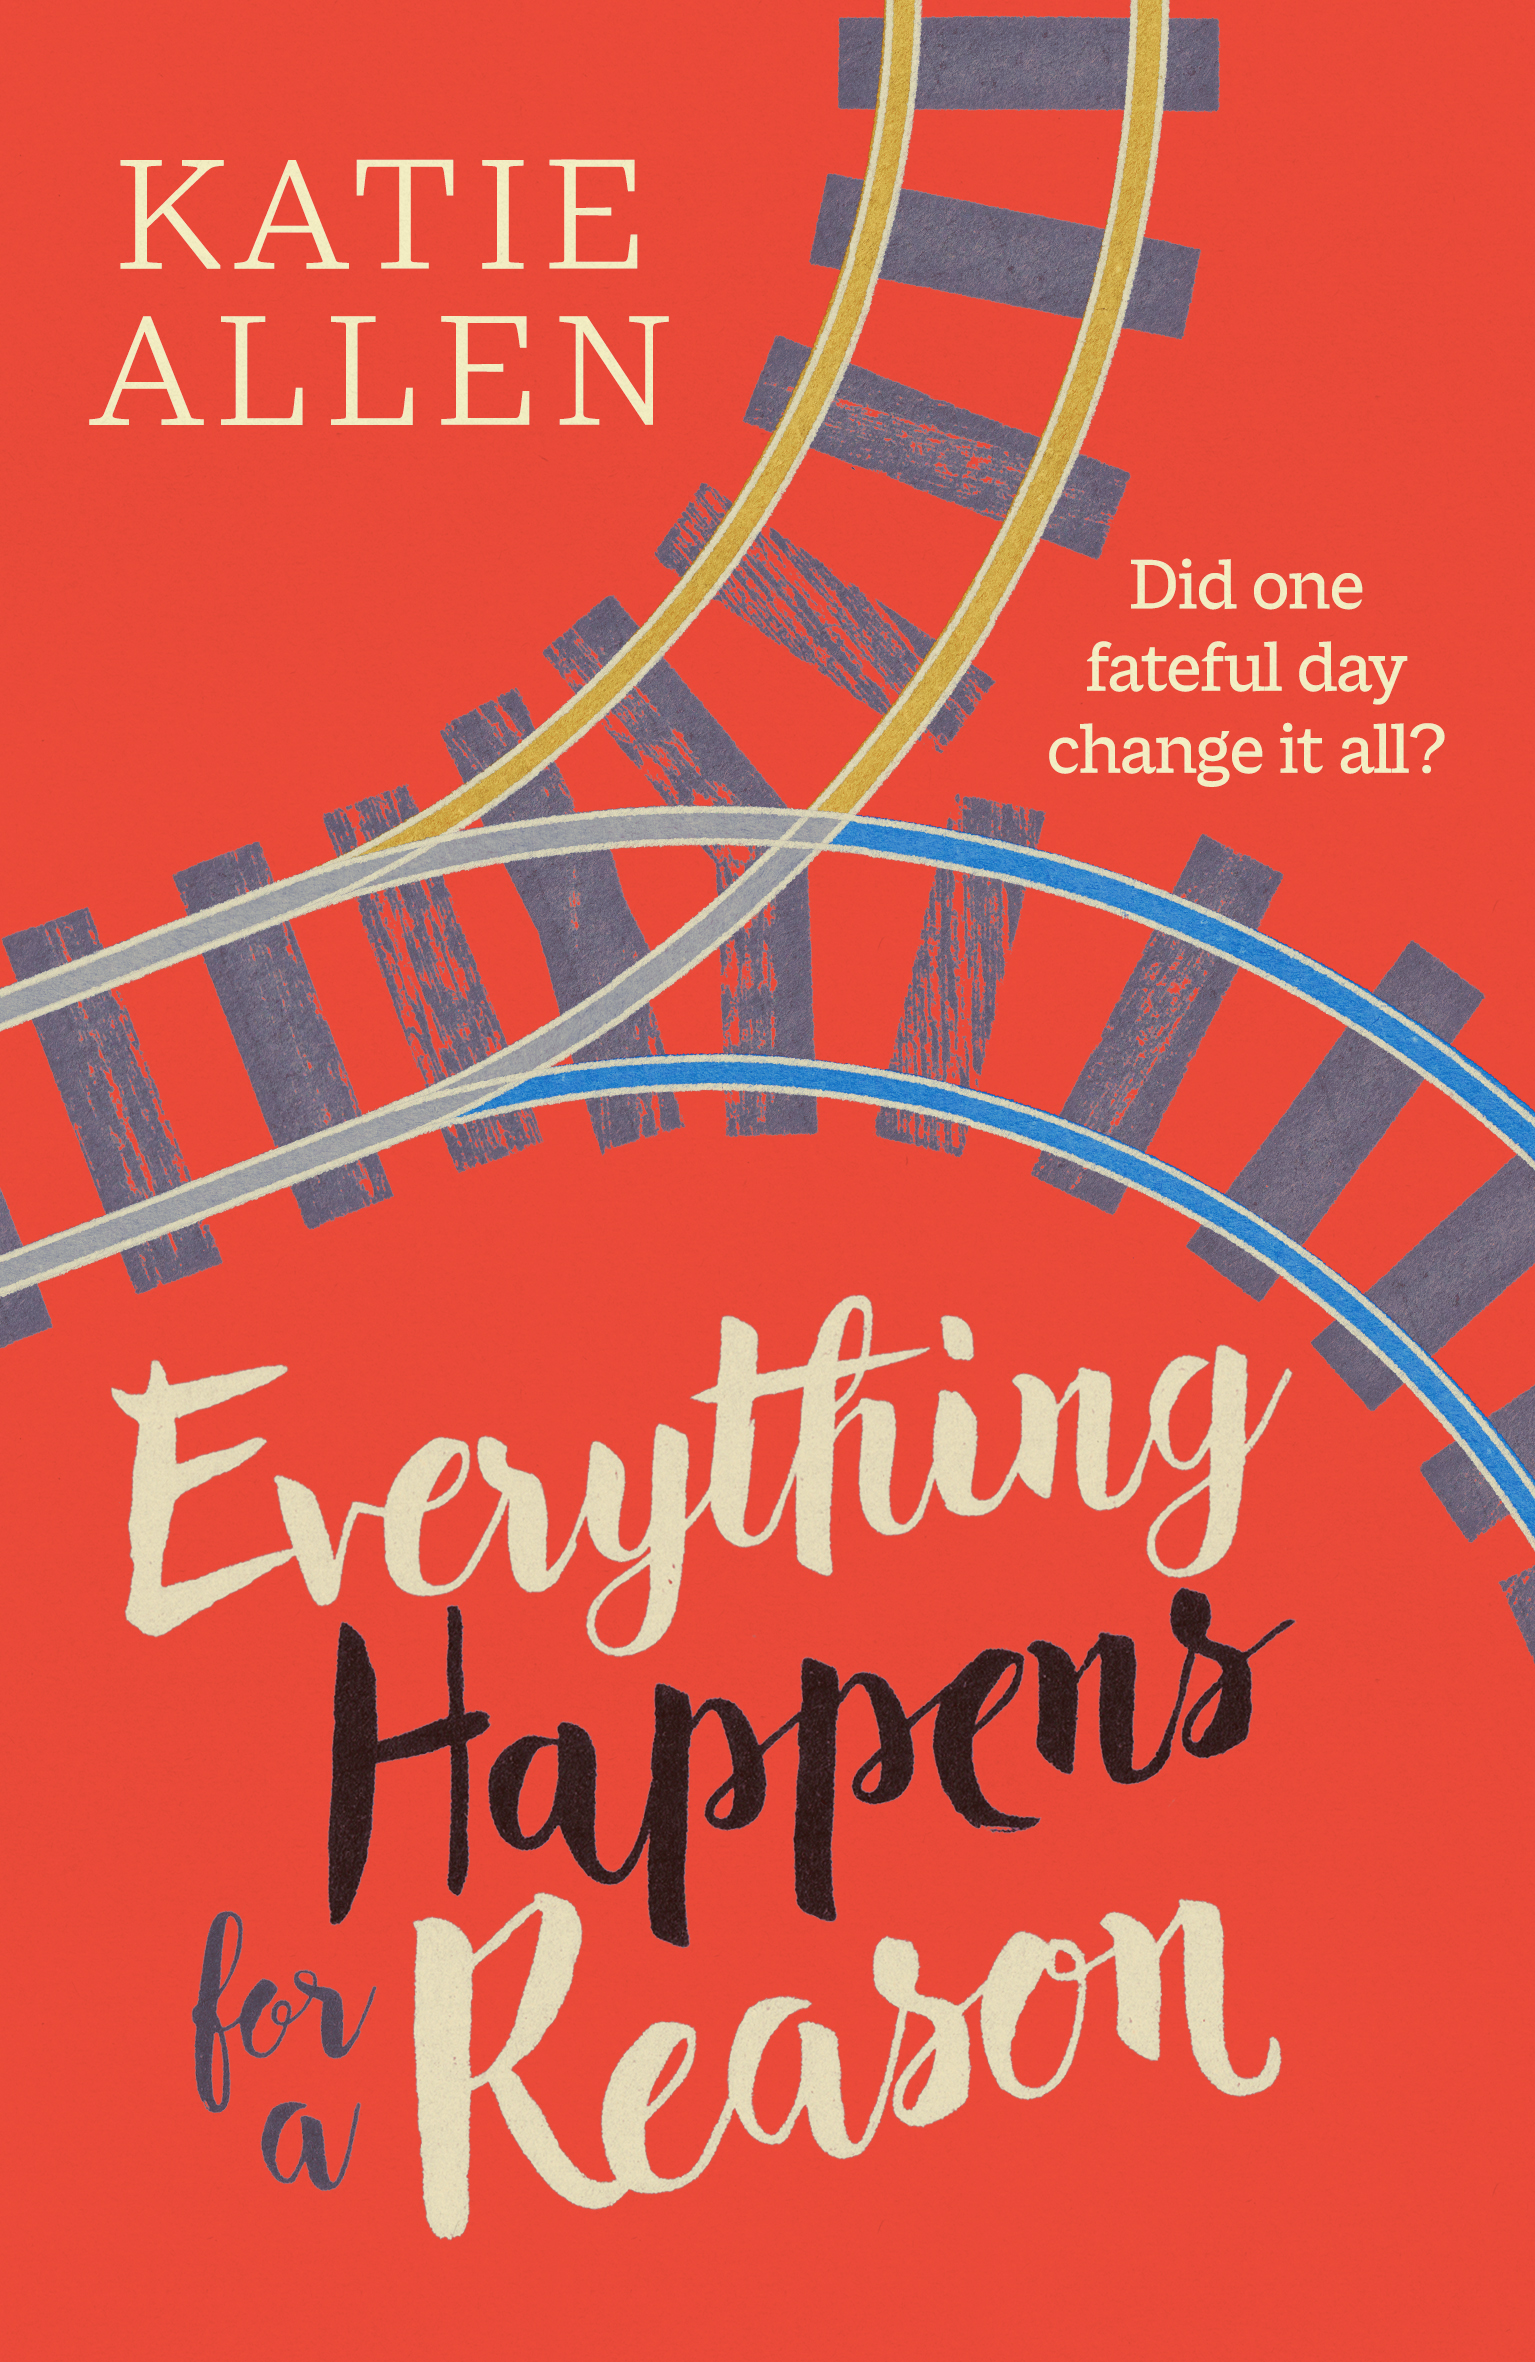 KATIE
ALLEN
Did one
fateful day
change it all?
Everything
Happens
for
a
Reason